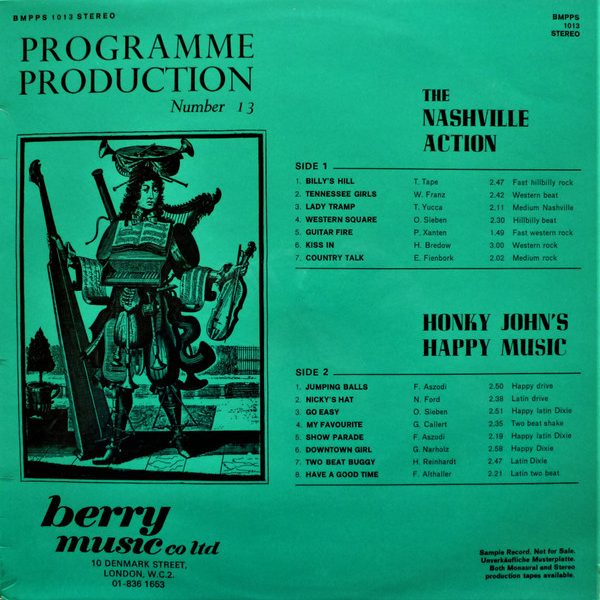 BMPPS 1013 STEREO
BMPPS
1013
STEREO
PROGRAMME
PRODUCTION
Number 13
THE
NASHVILLE
ACTION
SIDE 1
1. BILLY'S HILL T. Tape 2.47 Fast hillbilly rock
2. TENNESSEE GIRLS W. Franz 2.42 Western beat
3. LADY TRAMP T. Yucca 2.11 Medium Nashville
4. WESTERN SQUARE O. Sieben 2.30 Hillbilly beat
5. GUITAR FIRE P. Xanten 1.49 Fast western rock
6. KISS IN H. Bredow 3.00 Western rock
7. COUNTRY TALK E. Fienbork 2.02 Medium rock
HONKY JOHN'S
HAPPY MUSIC
SIDE 2
1. JUMPING BALLS F. Aszodi 2.50 Happy drive
2. NICKY'S HAT N. Ford 2.38 Latin drive
3. GO EASY O. Sieben 2.51 Happy latin Dixie
4. MY FAVOURITE G. Cailert 2.35 Two beat shake
5. SHOW PARADE F. Aszodi 2.19 Happy latin Dixie
6. DOWNTOWN GIRL G. Narholz 2.58 Happy Dixie
7. TWO BEAT BUGGY H. Reinhardt 2.47 Latin Dixie
8. HAVE A GOOD TIME F. Althaller 2.21 Latin two beat
berry
music co ltd
10 DENMARK STREET,
LONDON, W.C.2.
01-836 1653
Sample Record. Not for Sale.
Unverkäufliche Musterplatte.
Both Monaural and Stereo
production tapes available.